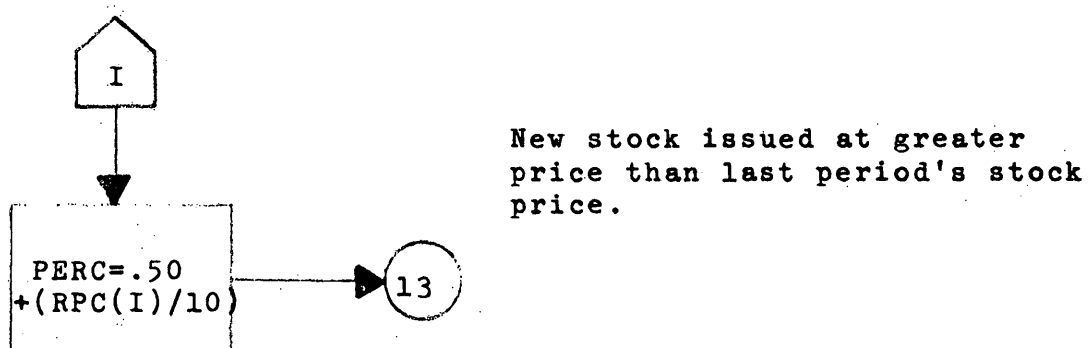 I
New stock issued at greater
price than last period's stock
price.
PERC=.50
+(RPC(I)/10)
13